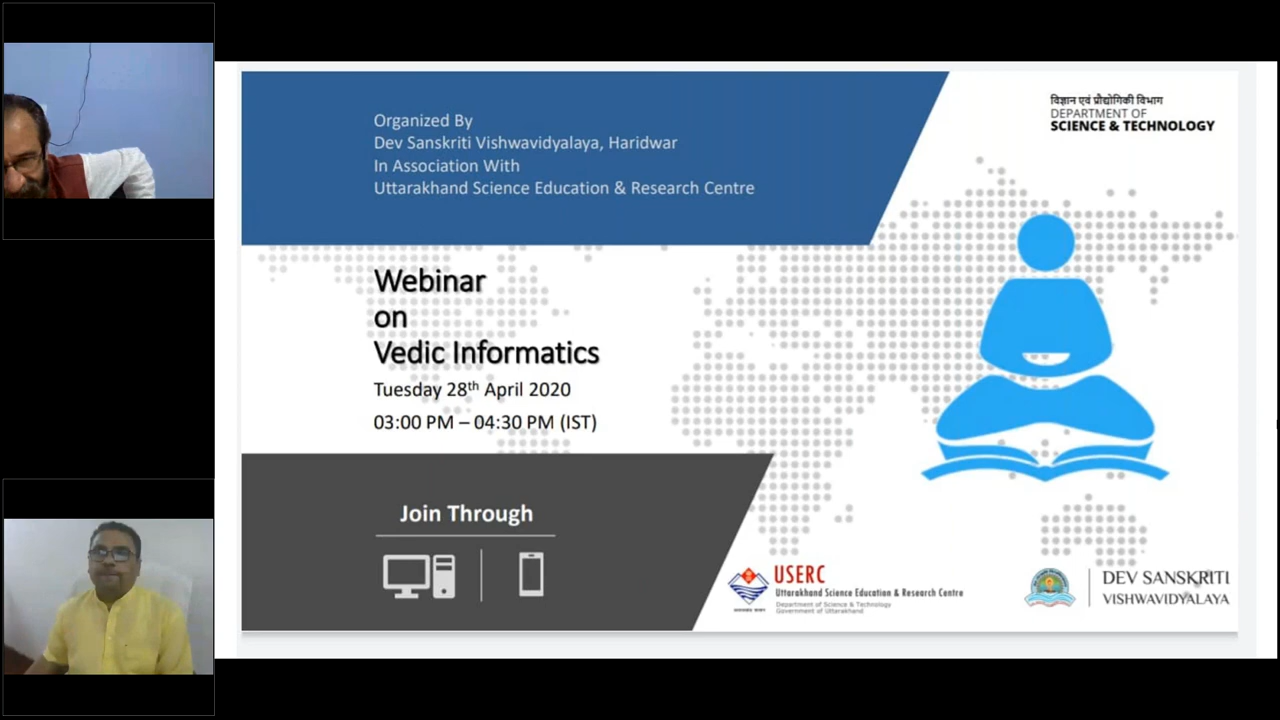 Organized By
Dev Sanskriti Vishwavidyalaya, Haridwar
In Association With
Uttarakhand Science Education & Research Centre
विज्ञान एवं प्रौद्योगिकी विभाग
DEPARTMENT OF
SCIENCE & TECHNOLOGY
Webinar
on
Vedic Informatics
Tuesday 28th April 2020
03:00 PM – 04:30 PM (IST)
Join Through
USERC
Uttarakhand Science Education & Research Centre
Department of Science & Technology
Government of Uttarakhand
DEV SANSKRITI
VISHWAVIDYALAYA